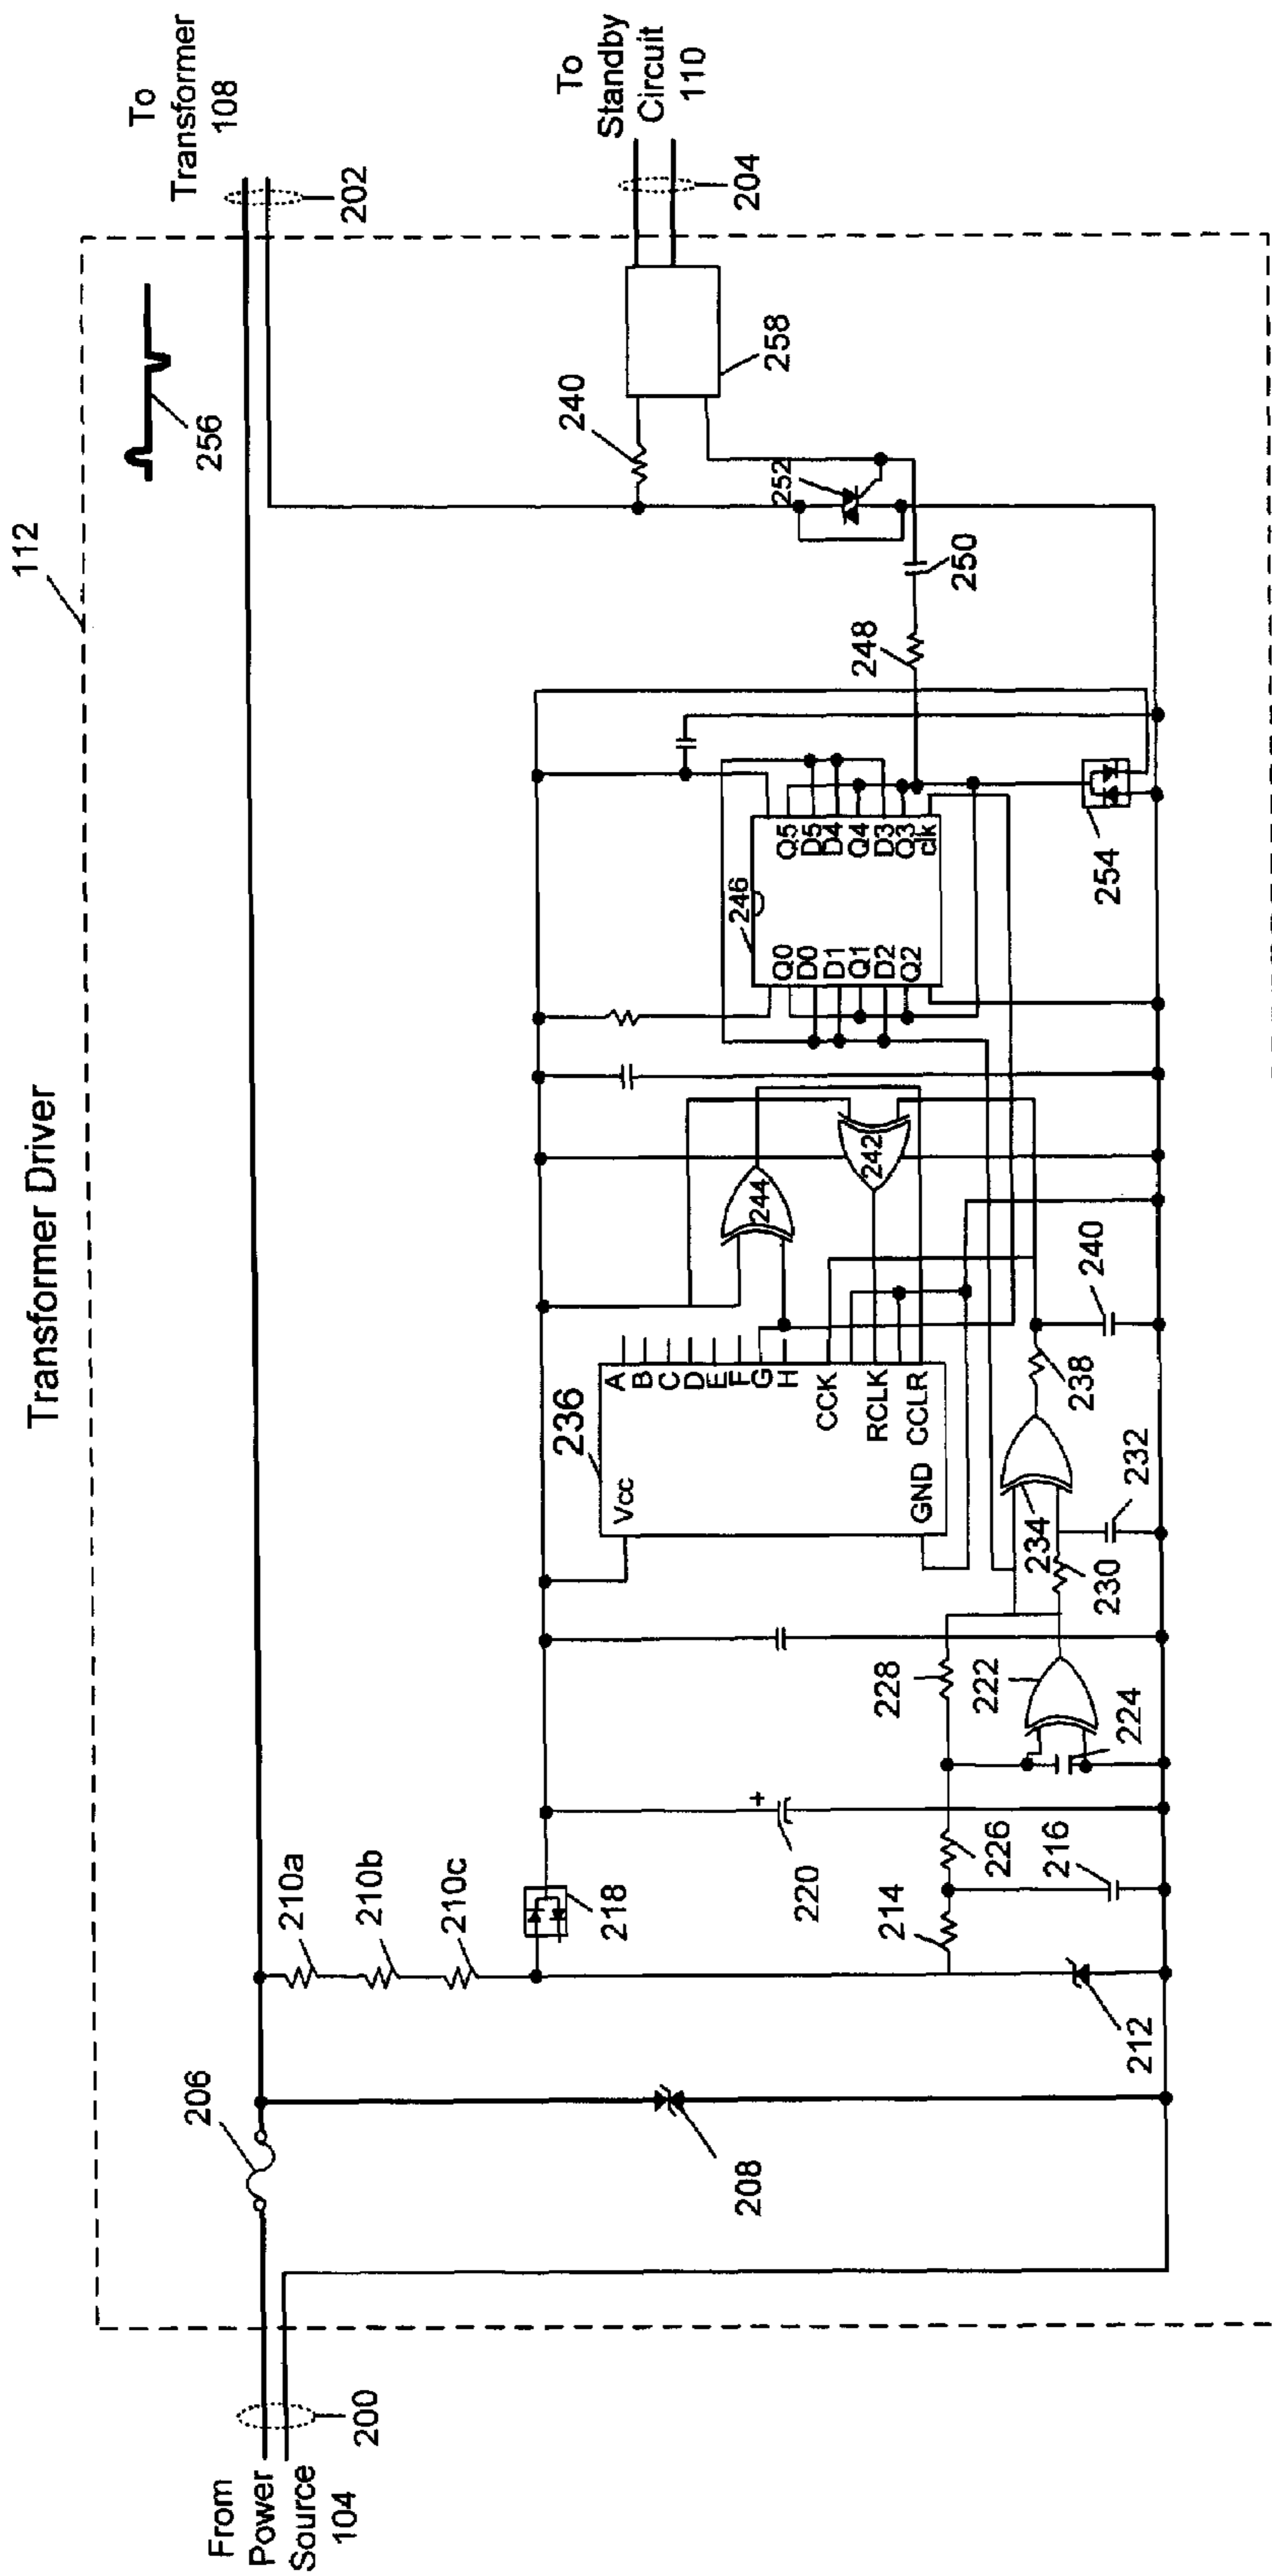 Transformer Driver
112
To
Transformer
108
202
256
To
Standby
Circuit
110
204
258
240
252
250
248
246
Q0
D0
D1
Q1
D2
Q2
Q5
D5
D4
Q4
D3
Q3
clk
254
244
242
236
Vcc
GND
A
B
C
D
E
F
G
H
CCK
RCLK
CCLR
240
238
234
232
230
228
222
224
226
216
214
+
220
218
210a
210b
210c
212
206
208
200
From
Power
Source
104